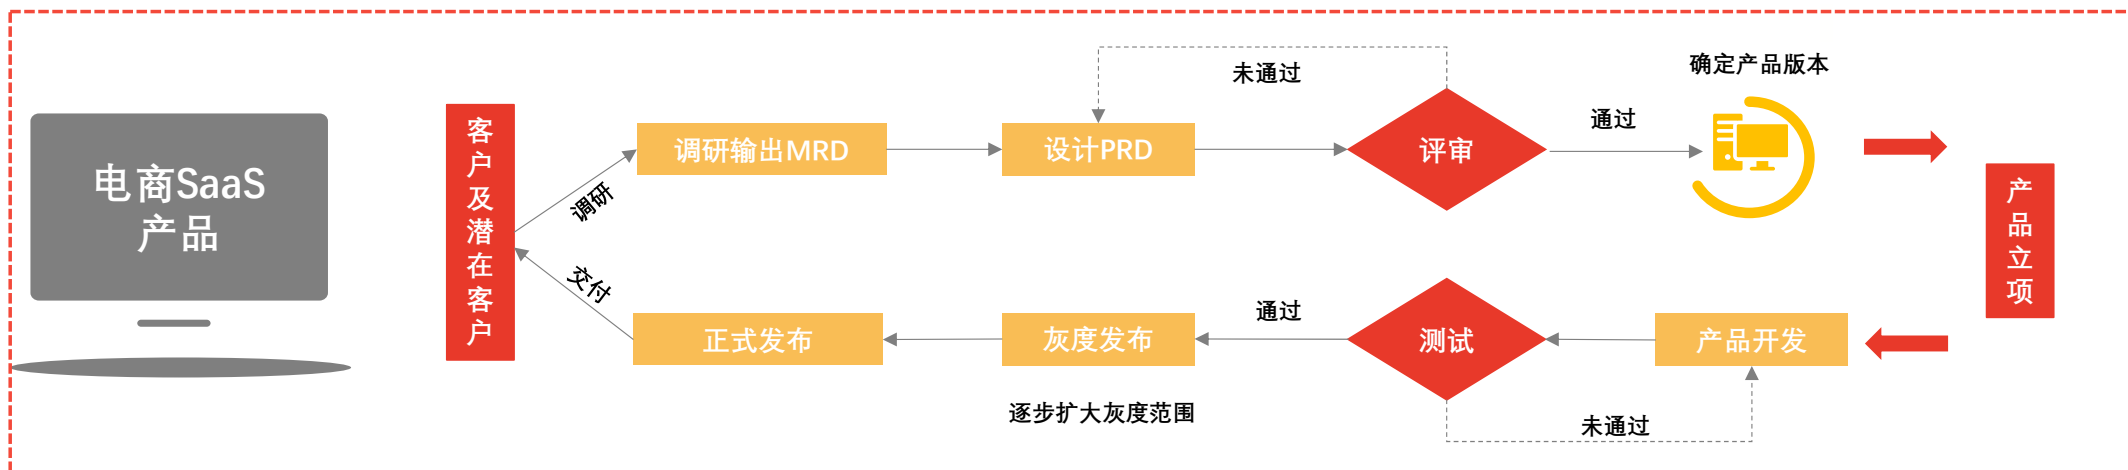 电商SaaS
产品
客户及潜在客户
调研
交付
调研输出MRD
设计PRD
未通过
评审
通过
确定产品版本
产品立项
产品开发
未通过
测试
通过
灰度发布
逐步扩大灰度范围
正式发布